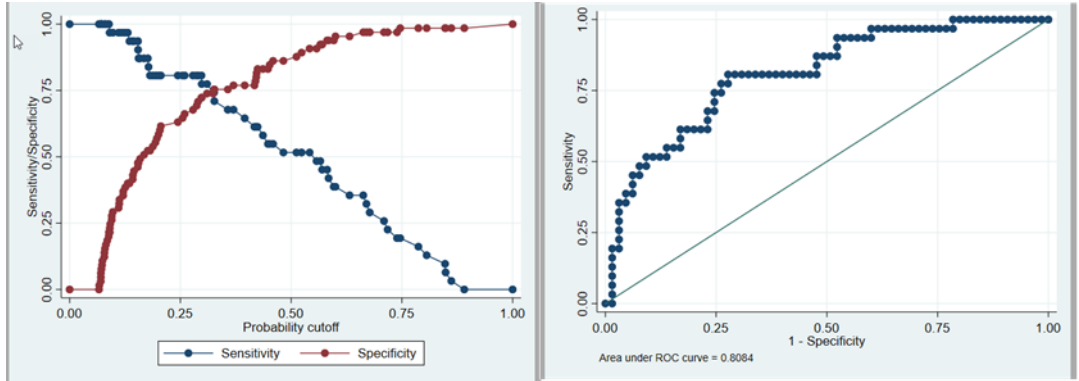 Sensitivity/Specificity
1.00
0.75
0.50
0.25
0.00
0.00 0.25 0.50 0.75 1.00
Probability cutoff
Sensitivity Specificity
Sensitivity
1.00
0.75
0.50
0.25
0.00
0.00 0.25 0.50 0.75 1.00
1 - Specificity
Area under ROC curve = 0.8084